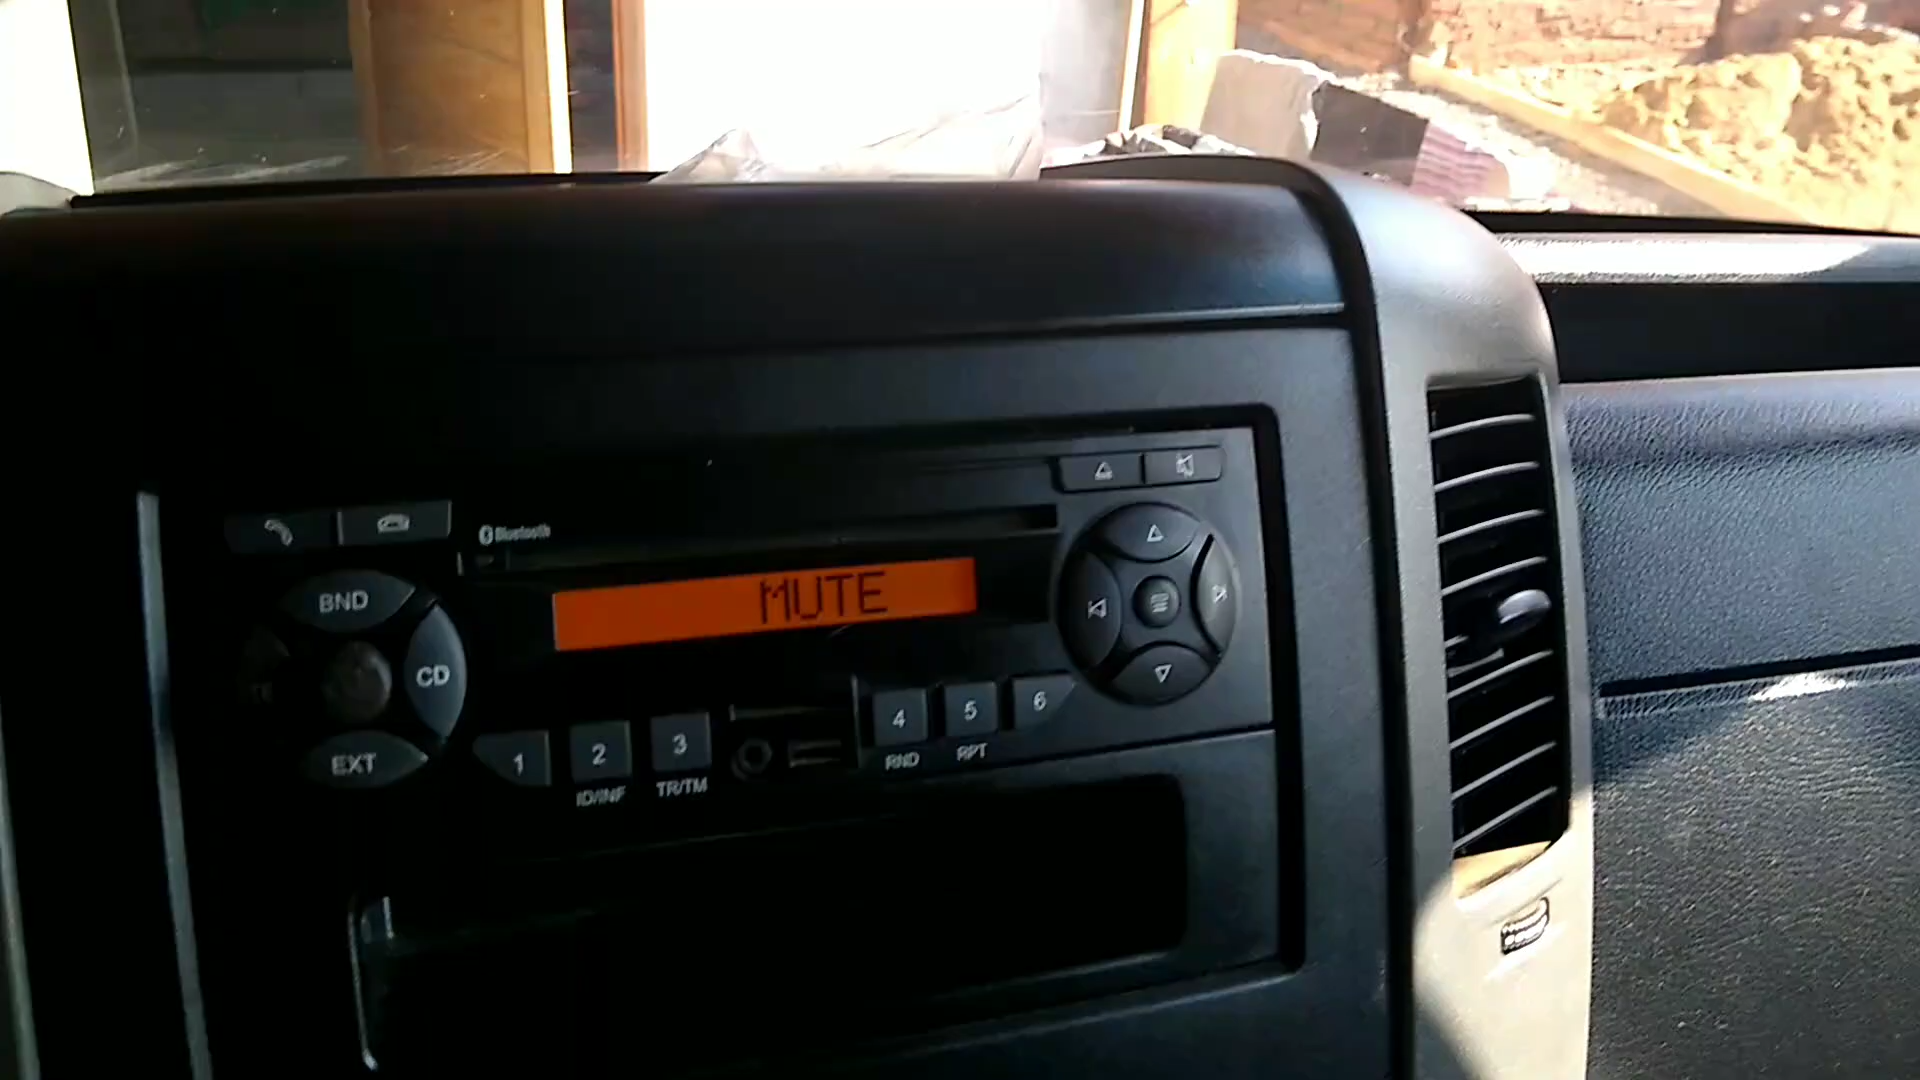 Bluetooth
BND
MUTE
CD
EXT
1
2
3
4
5
6
ID/INF
TR/TM
RND
RPT